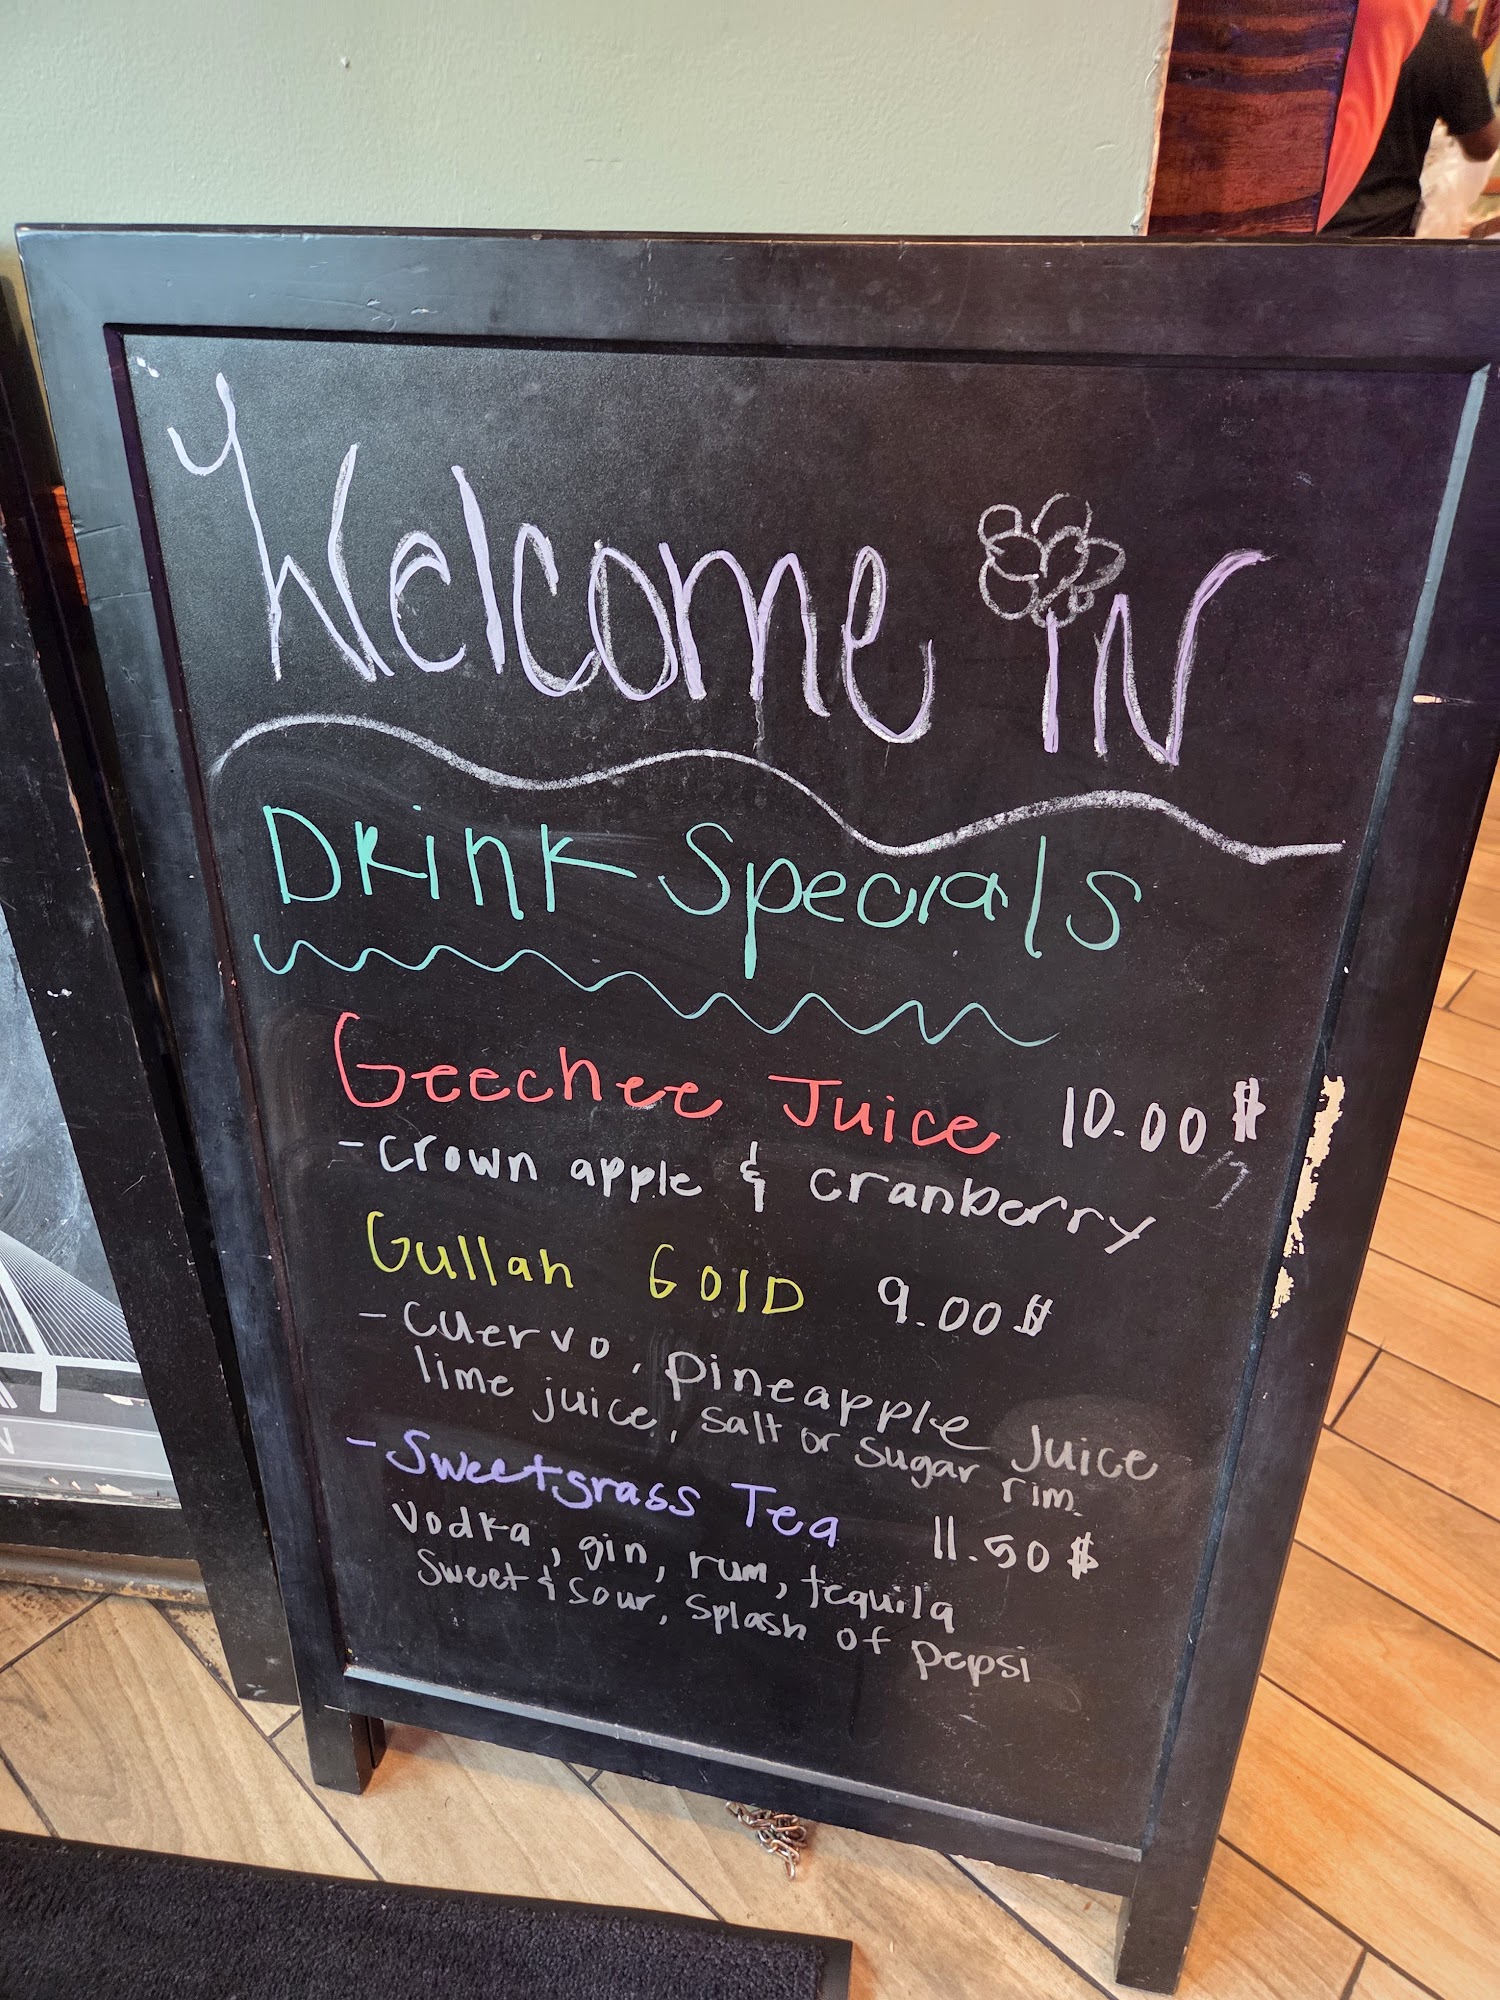 Welcome iN
DRink Specials
Geechee Juice 10.00 $
- crown apple & cranberry
Gullah GOlD 9.00 $
- Cuervo, pineapple Juice
lime juice, salt or sugar rim
- Sweetgrass Tea 11.50 $
Vodka, gin, rum, tequila
Sweet & Sour, splash of pepsi
N